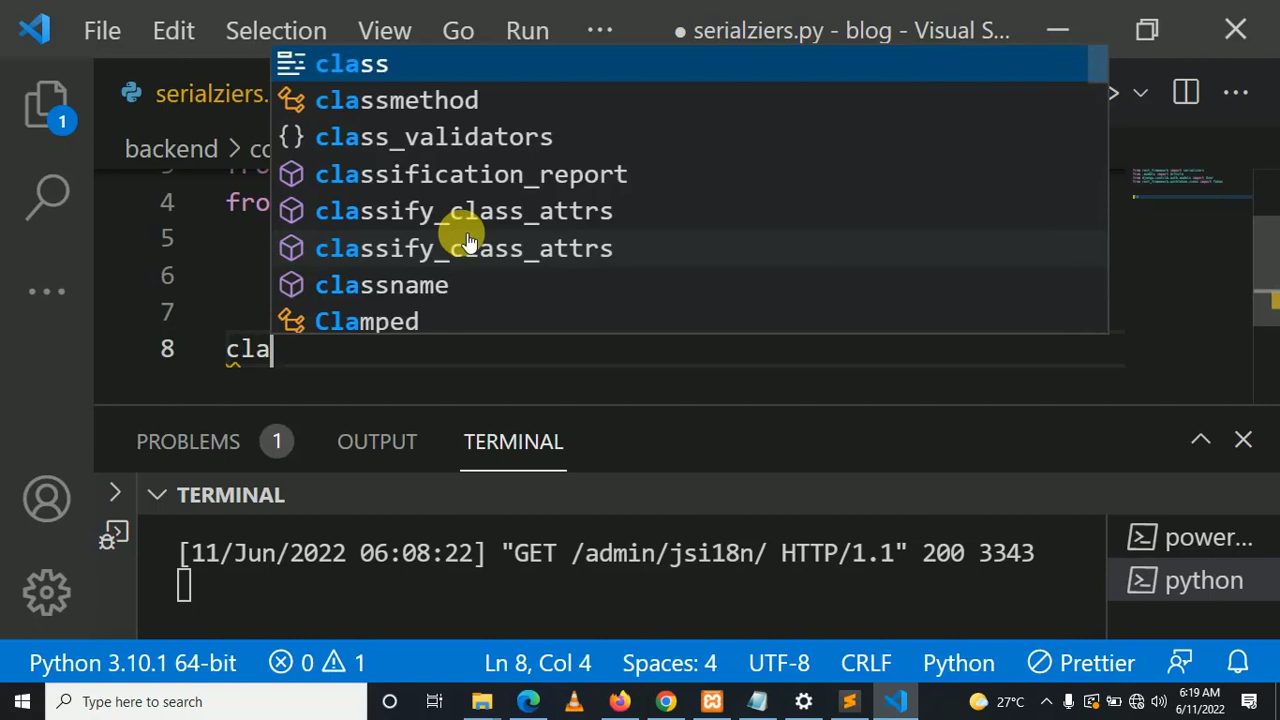 File Edit Selection View Go Run ··· ● serialziers.py - blog - Visual S...
serialziers.
backend > co
class
classmethod
class_validators
classification_report
classify_class_attrs
classify_class_attrs
classname
Clamped
1
4 fro
5
6
7
8 cla
PROBLEMS 1 OUTPUT TERMINAL
TERMINAL
[11/Jun/2022 06:08:22] "GET /admin/jsi18n/ HTTP/1.1" 200 3343
power...
python
Python 3.10.1 64-bit 0 1 Ln 8, Col 4 Spaces: 4 UTF-8 CRLF Python Prettier
Type here to search
27°C
6:19 AM
6/11/2022